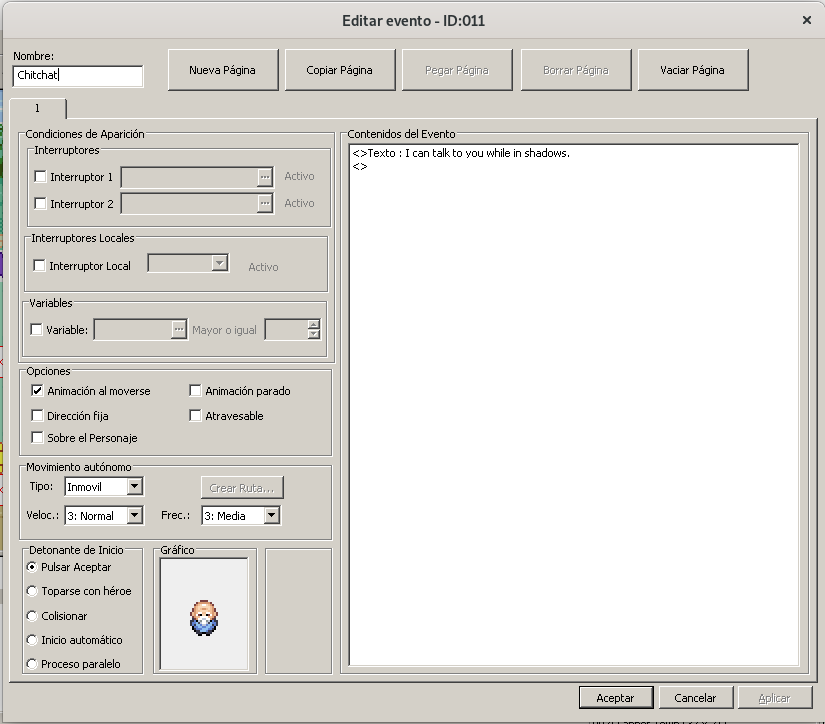 Editar evento - ID:011
×
Nombre:
Chitchat
Nueva Página
Copiar Página
Pegar Página
Borrar Página
Vaciar Página
1
Condiciones de Aparición
Interruptores
Interruptor 1 ... Activo
Interruptor 2 ... Activo
Interruptores Locales
Interruptor Local Activo
Variables
Variable: ... Mayor o igual
Opciones
Animación al moverse Animación parado
Dirección fija Atravesable
Sobre el Personaje
Movimiento autónomo
Tipo: Inmovil Crear Ruta...
Veloc.: 3: Normal Frec.: 3: Media
Detonante de Inicio
Pulsar Aceptar
Toparse con héroe
Colisionar
Inicio automático
Proceso paralelo
Gráfico
Contenidos del Evento
<>Texto : I can talk to you while in shadows.
<>
Aceptar
Cancelar
Aplicar